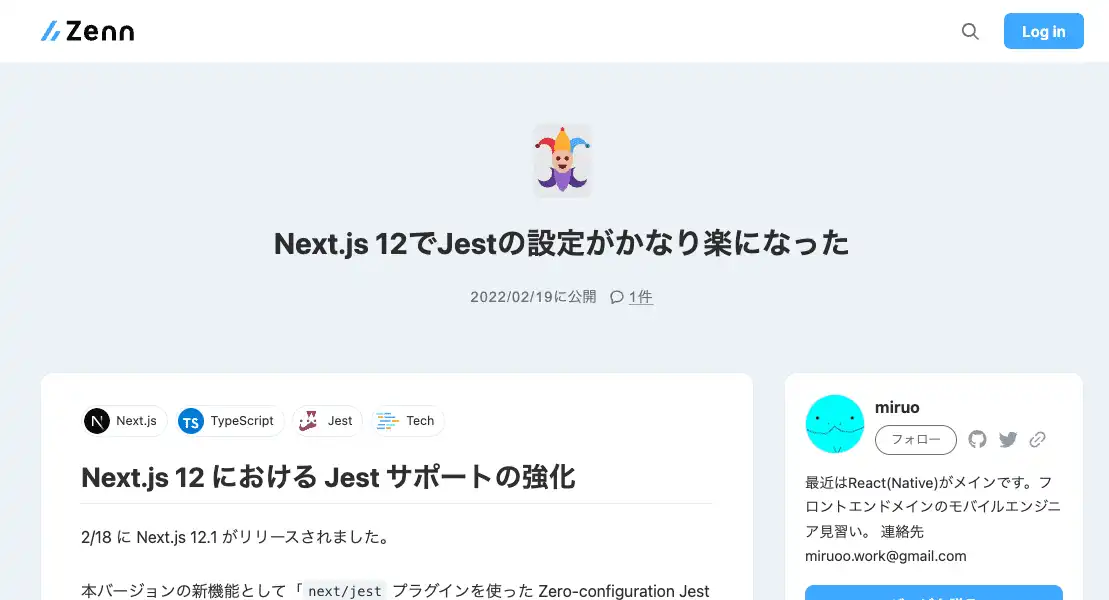 Zenn
Log in
Next.js 12でJestの設定がかなり楽になった
2022/02/19に公開 1件
Next.js TypeScript Jest Tech
Next.js 12 における Jest サポートの強化
2/18 に Next.js 12.1 がリリースされました。
本バージョンの新機能として「next/jest プラグインを使った Zero-configuration Jest
miruo
フォロー
最近はReact(Native)がメインです。フ
ロントエンドメインのモバイルエンジニ
ア見習い。 連絡先
miruoo.work@gmail.com